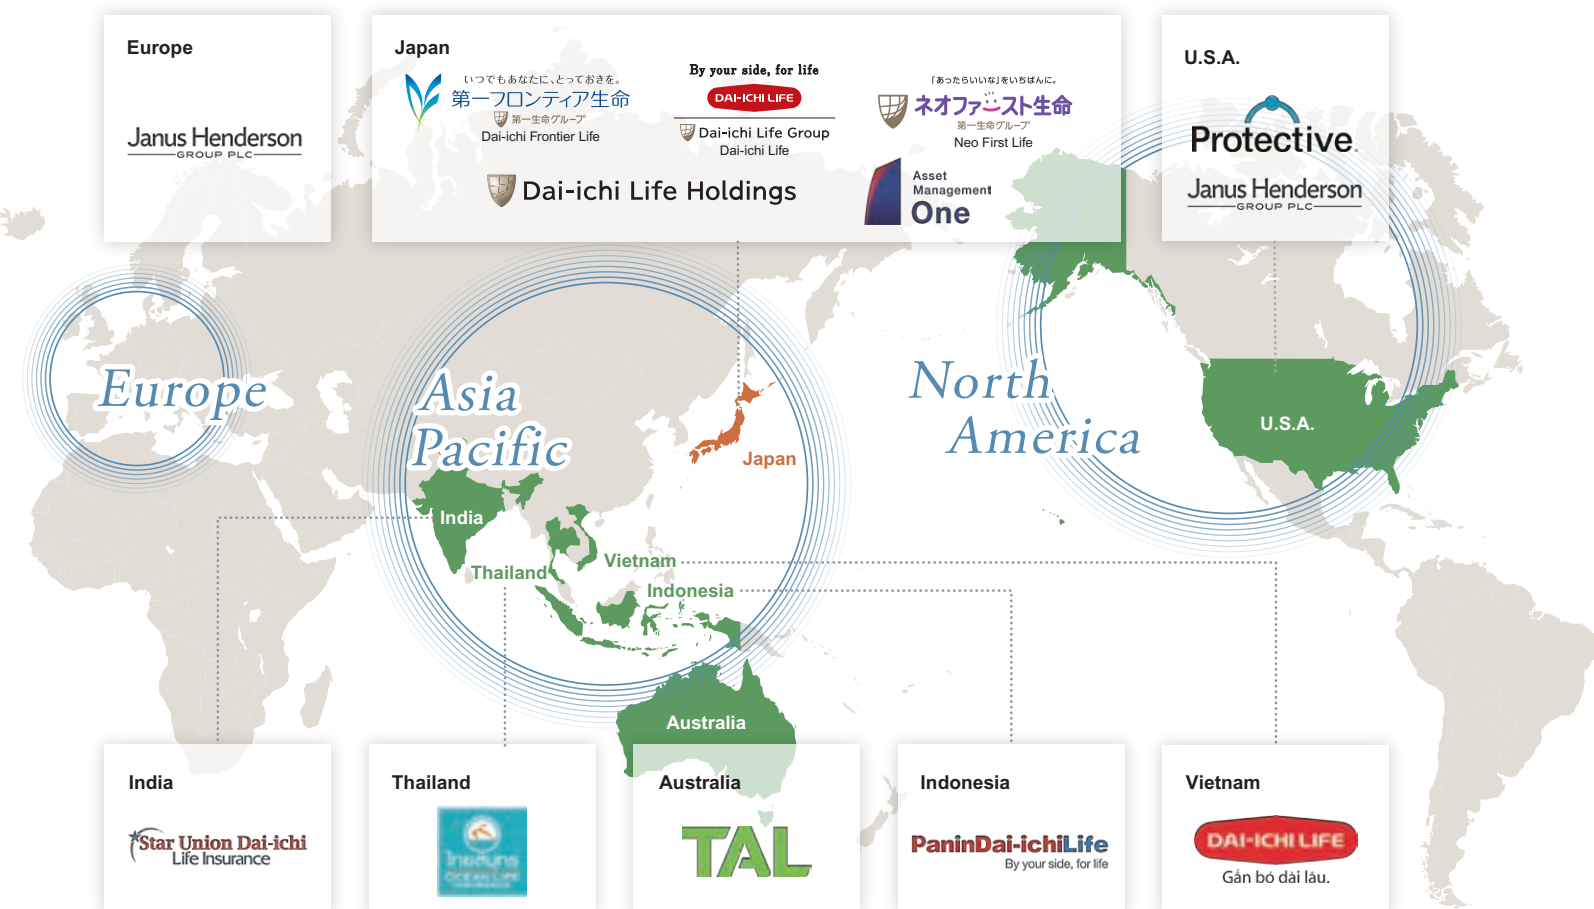 Europe
Janus Henderson
GROUP PLC
Japan
いつでもあなたに、とっておきを。
第一フロンティア生命
第一生命グループ
Dai-ichi Frontier Life
By your side, for life
DAI-ICHI LIFE
Dai-ichi Life Group
Dai-ichi Life
「あったらいいな」をいちばんに。
ネオファースト生命
第一生命グループ
Neo First Life
Dai-ichi Life Holdings
Asset
Management
One
U.S.A.
Protective
Janus Henderson
GROUP PLC
Europe
Asia
Pacific
North
America
U.S.A.
Japan
India
Thailand
Vietnam
Indonesia
Australia
India
Star Union Dai-ichi
Life Insurance
Thailand
OCEAN LIFE
Australia
TAL
Indonesia
PaninDai-ichiLife
By your side, for life
Vietnam
DAI-ICHI LIFE
Gắn bó dài lâu.